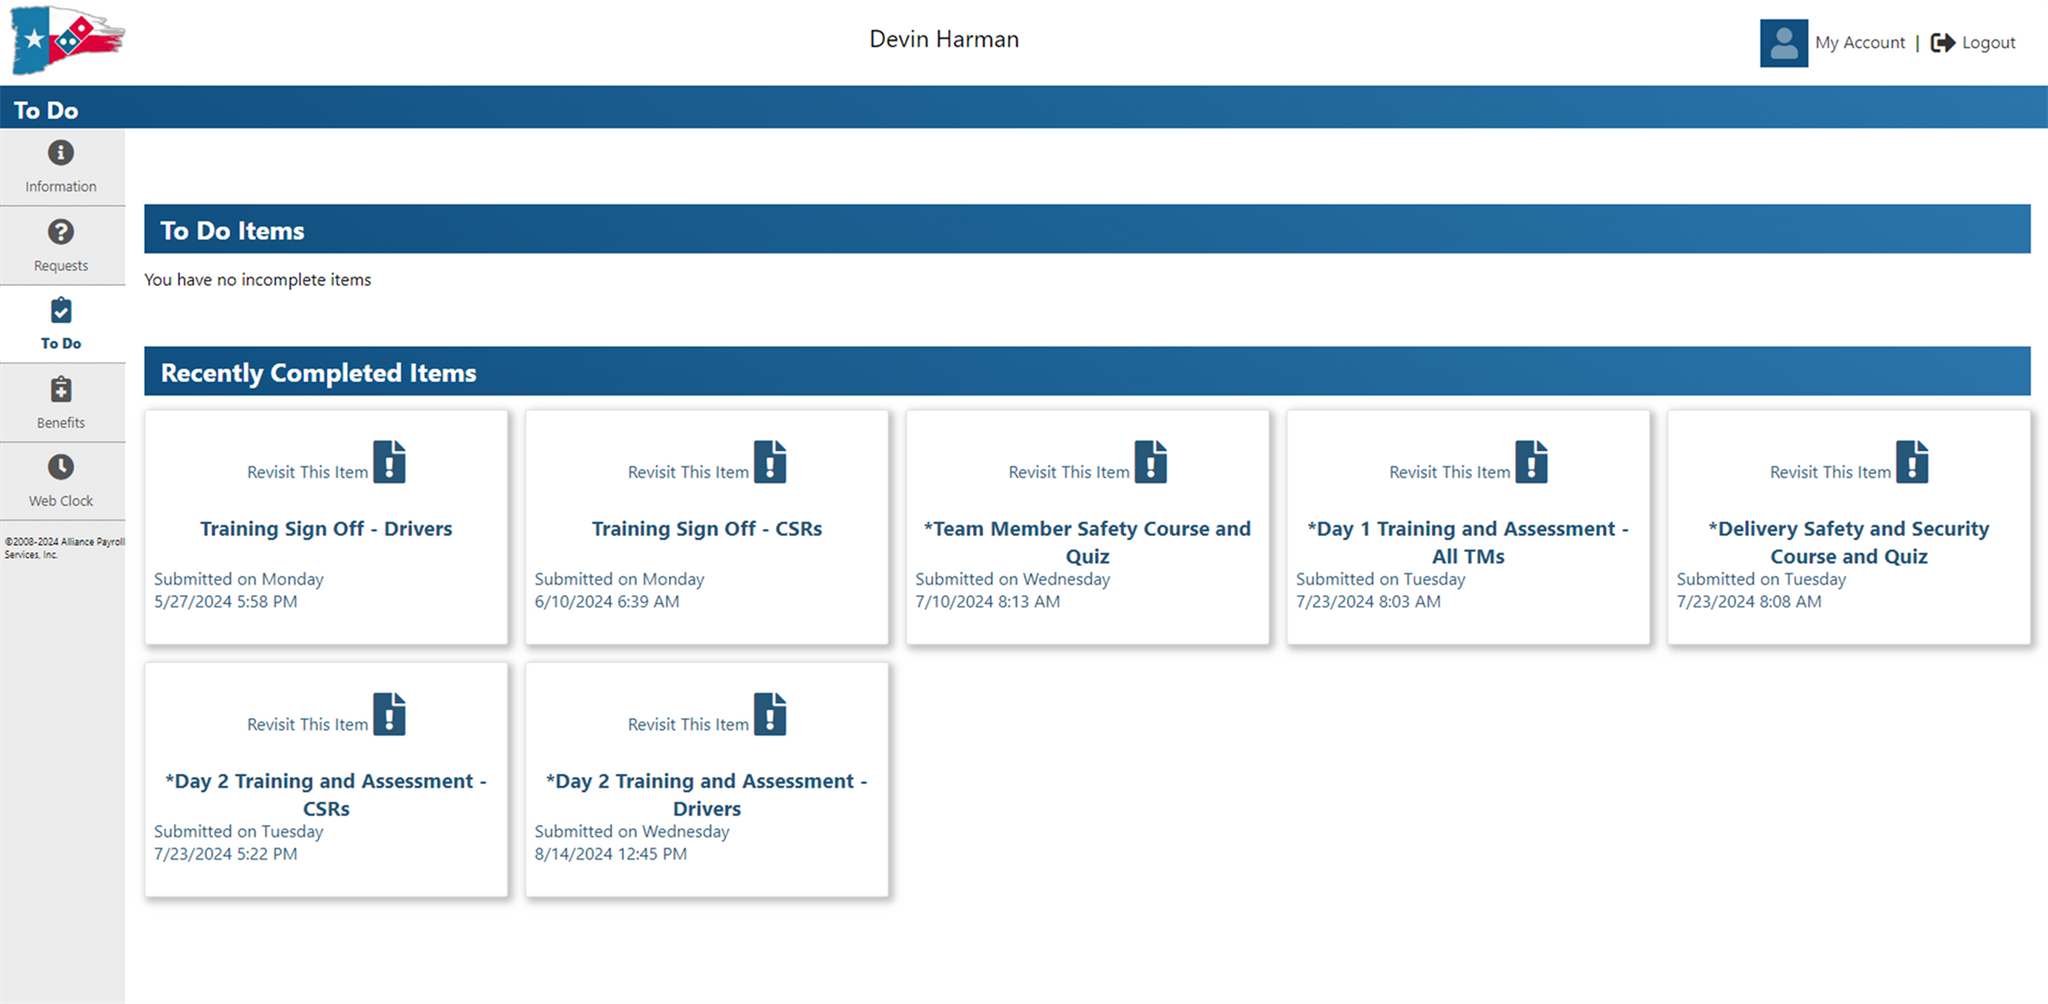 Devin Harman
My Account | Logout
To Do
Information
Requests
To Do
Benefits
Web Clock
©2008-2024 Alliance Payroll
Services, Inc.
To Do Items
You have no incomplete items
Recently Completed Items
Revisit This Item
Training Sign Off - Drivers
Submitted on Monday
5/27/2024 5:58 PM
Revisit This Item
Training Sign Off - CSRs
Submitted on Monday
6/10/2024 6:39 AM
Revisit This Item
*Team Member Safety Course and
Quiz
Submitted on Wednesday
7/10/2024 8:13 AM
Revisit This Item
*Day 1 Training and Assessment -
All TMs
Submitted on Tuesday
7/23/2024 8:03 AM
Revisit This Item
*Delivery Safety and Security
Course and Quiz
Submitted on Tuesday
7/23/2024 8:08 AM
Revisit This Item
*Day 2 Training and Assessment -
CSRs
Submitted on Tuesday
7/23/2024 5:22 PM
Revisit This Item
*Day 2 Training and Assessment -
Drivers
Submitted on Wednesday
8/14/2024 12:45 PM